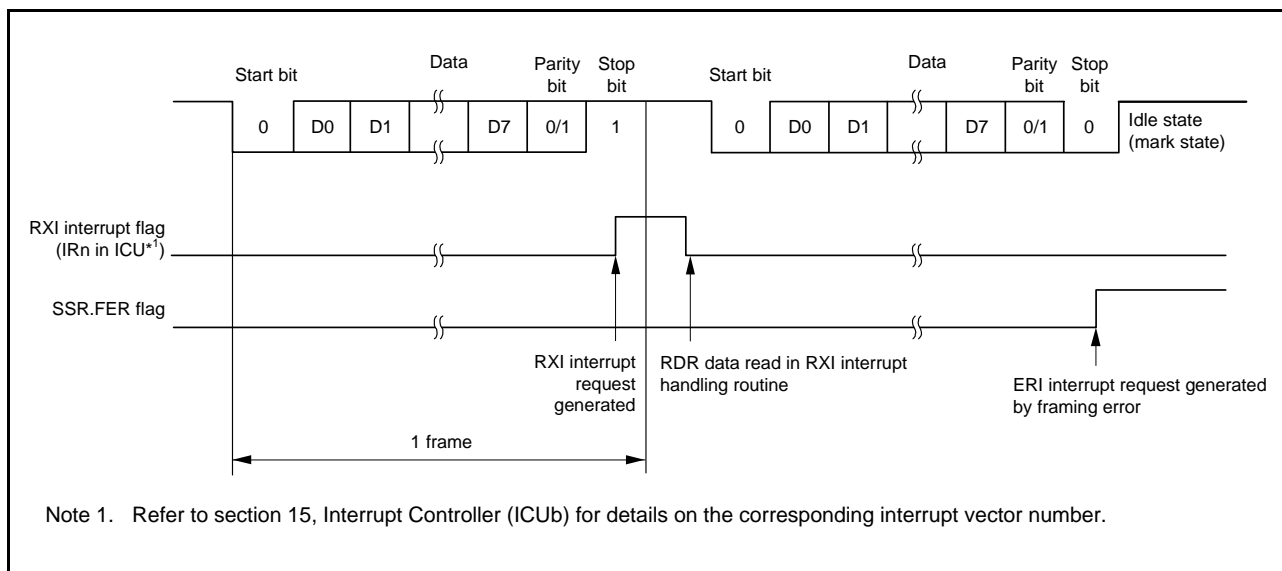 Start bit
Data
Parity bit
Stop bit
Start bit
Data
Parity bit
Stop bit
0
D0
D1
D7
0/1
1
0
D0
D1
D7
0/1
0
Idle state
(mark state)
RXI interrupt flag
(IRn in ICU*1)
SSR.FER flag
RXI interrupt
request
generated
RDR data read in RXI interrupt
handling routine
ERI interrupt request generated
by framing error
1 frame
Note 1. Refer to section 15, Interrupt Controller (ICUb) for details on the corresponding interrupt vector number.